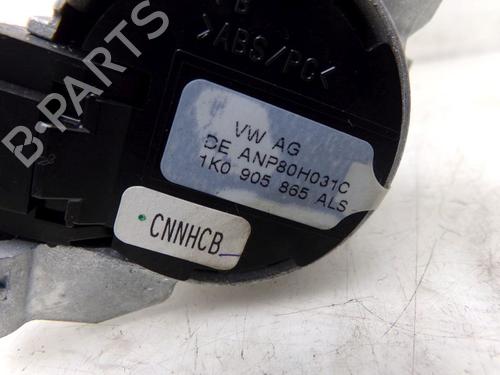 B
>ABS/PC<
B-PARTS
VW AG
DE ANP80H031C
1K0 905 865 ALS
CNNHCB